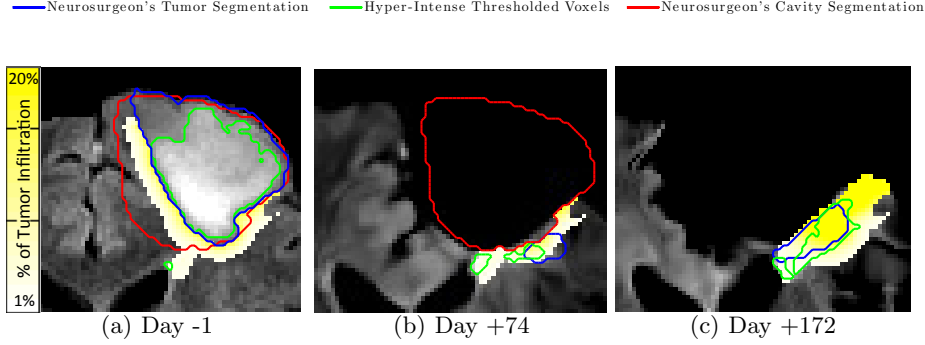 Neurosurgeon's Tumor Segmentation Hyper-Intense Thresholded Voxels Neurosurgeon's Cavity Segmentation
20%
% of Tumor Infiltration
1%
(a) Day -1 (b) Day +74 (c) Day +172